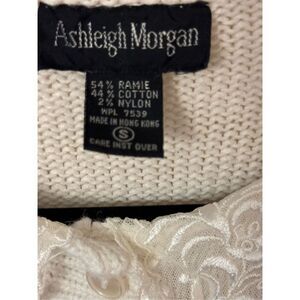 Ashleigh Morgan
54% RAMIE
44% COTTON
2% NYLON
WPL 7539
MADE IN HONG KONG
S
CARE INST OVER